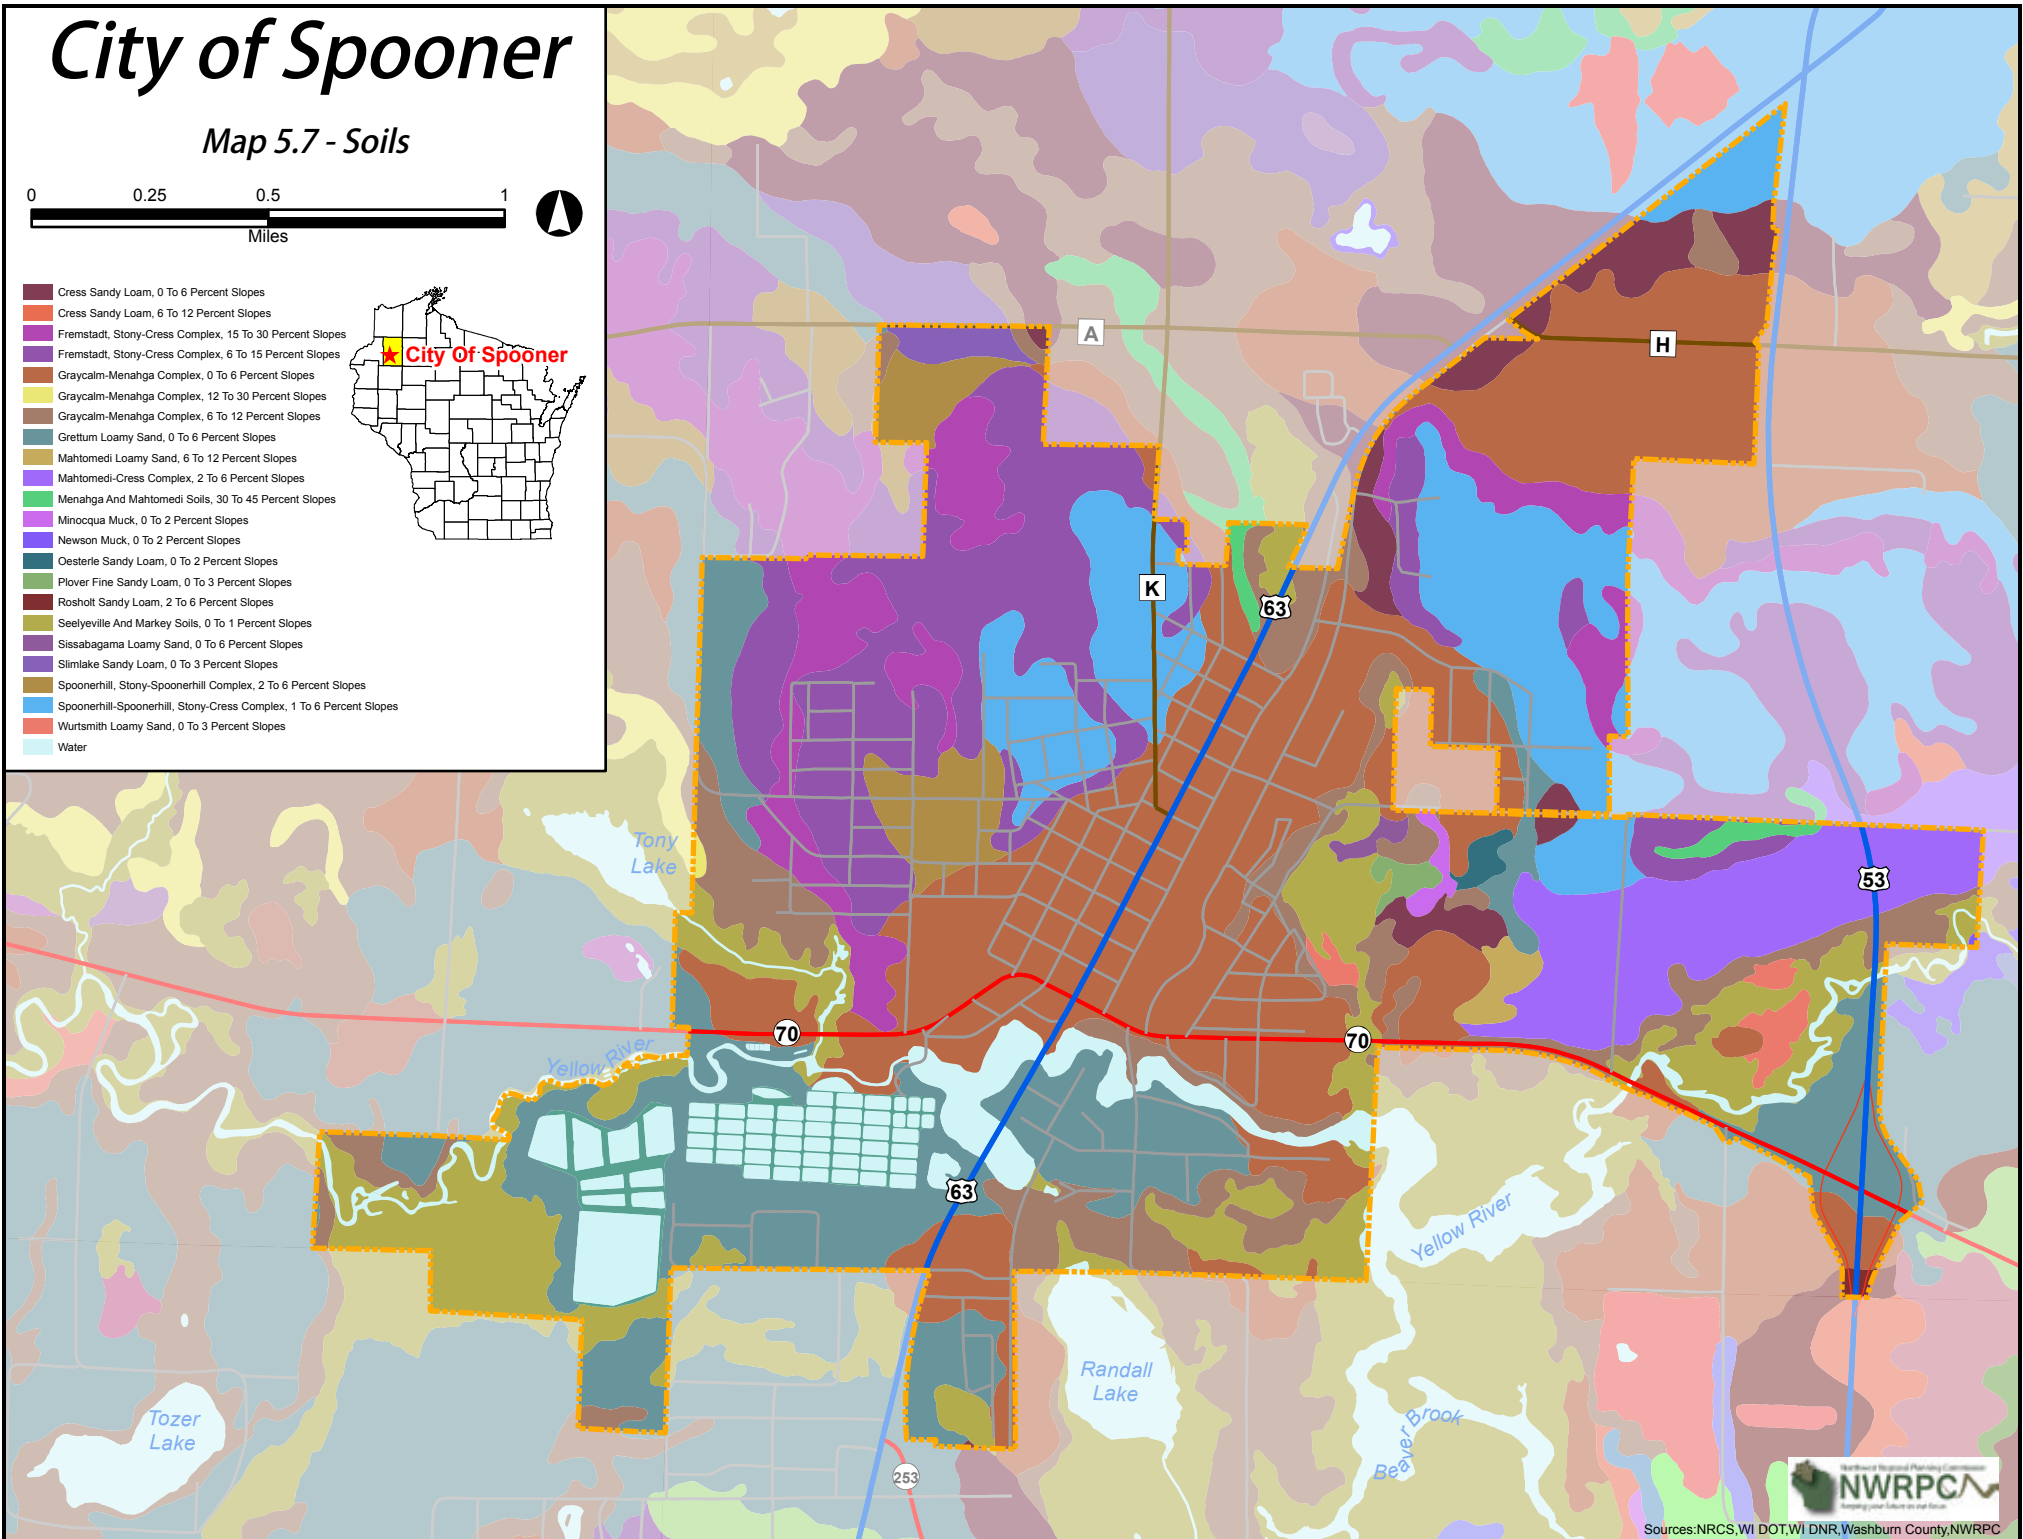 City of Spooner
Map 5.7 - Soils
0 0.25 0.5 1
Miles
Cress Sandy Loam, 0 To 6 Percent Slopes
Cress Sandy Loam, 6 To 12 Percent Slopes
Fremstadt, Stony-Cress Complex, 15 To 30 Percent Slopes
Fremstadt, Stony-Cress Complex, 6 To 15 Percent Slopes
Graycalm-Menahga Complex, 0 To 6 Percent Slopes
Graycalm-Menahga Complex, 12 To 30 Percent Slopes
Graycalm-Menahga Complex, 6 To 12 Percent Slopes
Grettum Loamy Sand, 0 To 6 Percent Slopes
Mahtomedi Loamy Sand, 6 To 12 Percent Slopes
Mahtomedi-Cress Complex, 2 To 6 Percent Slopes
Menahga And Mahtomedi Soils, 30 To 45 Percent Slopes
Minocqua Muck, 0 To 2 Percent Slopes
Newson Muck, 0 To 2 Percent Slopes
Oesterle Sandy Loam, 0 To 2 Percent Slopes
Plover Fine Sandy Loam, 0 To 3 Percent Slopes
Rosholt Sandy Loam, 2 To 6 Percent Slopes
Seelyeville And Markey Soils, 0 To 1 Percent Slopes
Sissabagama Loamy Sand, 0 To 6 Percent Slopes
Slimlake Sandy Loam, 0 To 3 Percent Slopes
Spoonerhill, Stony-Spoonerhill Complex, 2 To 6 Percent Slopes
Spoonerhill-Spoonerhill, Stony-Cress Complex, 1 To 6 Percent Slopes
Wurtsmith Loamy Sand, 0 To 3 Percent Slopes
Water
City Of Spooner
A
H
K
63
Tony
Lake
53
70
70
Yellow River
63
Yellow River
Randall
Lake
Tozer
Lake
Beaver Brook
253
Northwest Regional Planning Commission
NWRPC
Keeping your future as our focus
Sources:NRCS,WI DOT,WI DNR,Washburn County,NWRPC